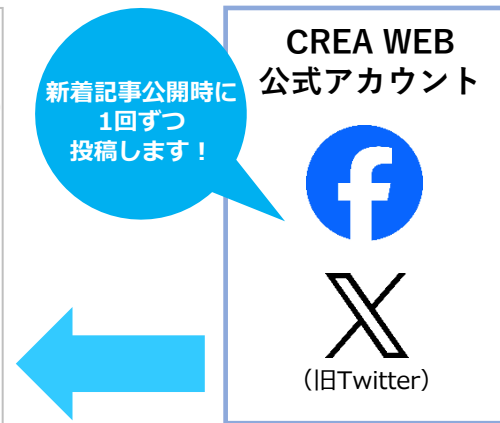 CREA WEB
公式アカウント
新着記事公開時に
1回ずつ
投稿します！
（旧Twitter）